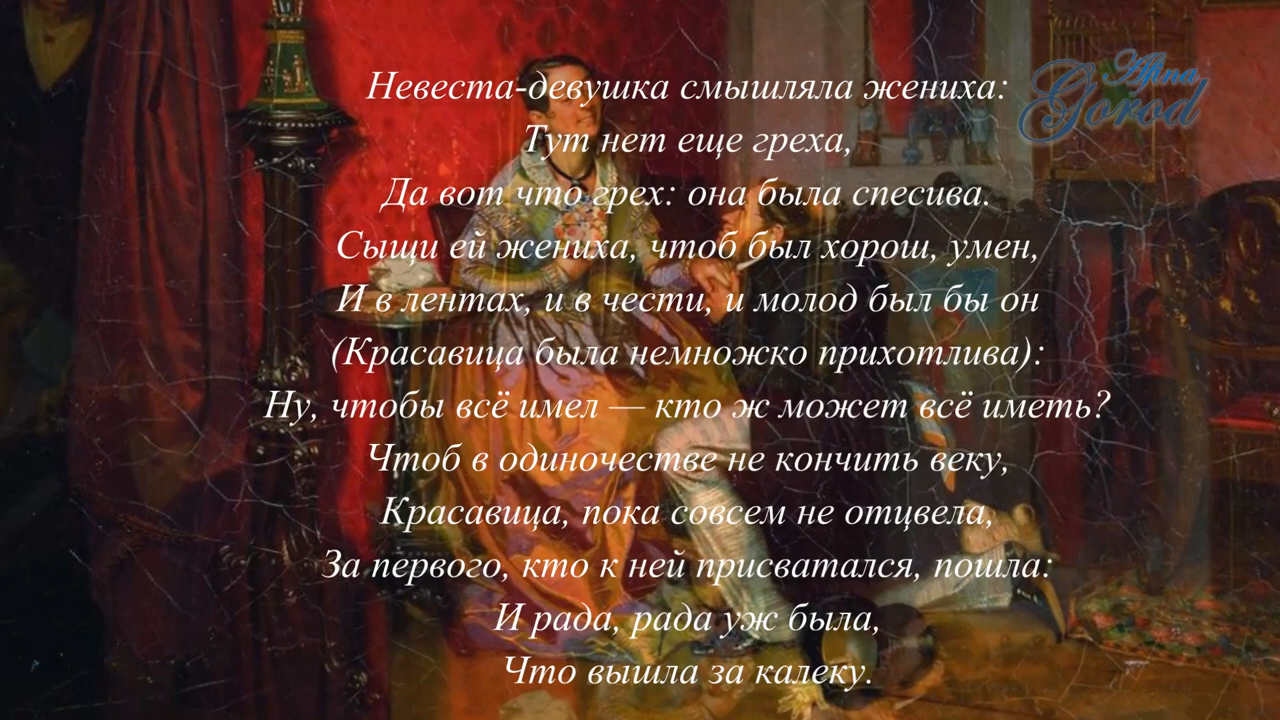 Невеста-девушка смышляла жениха:
Тут нет еще греха,
Да вот что грех: она была спесива.
Сыщи ей жениха, чтоб был хорош, умен,
И в лентах, и в чести, и молод был бы он
(Красавица была немножко прихотлива):
Ну, чтобы всё имел — кто ж может всё иметь?
Чтоб в одиночестве не кончить веку,
Красавица, пока совсем не отцвела,
За первого, кто к ней присватался, пошла:
И рада, рада уж была,
Что вышла за калеку.
Alina
Gorod